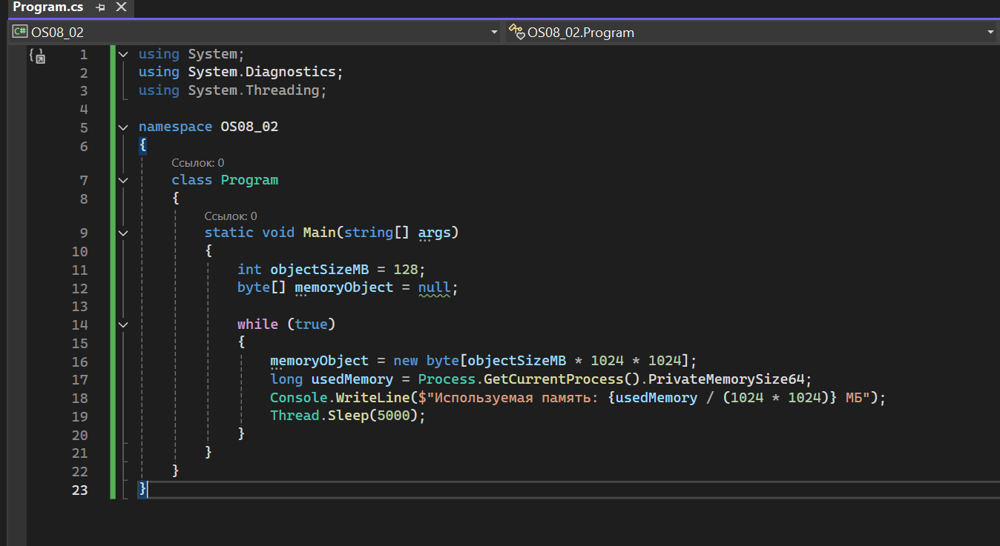 Program.cs
OS08_02 OS08_02.Program
1 using System;
2 using System.Diagnostics;
3 using System.Threading;
4
5 namespace OS08_02
6 {
Ссылок: 0
7 class Program
8 {
Ссылок: 0
9 static void Main(string[] args)
10 {
11 int objectSizeMB = 128;
12 byte[] memoryObject = null;
13
14 while (true)
15 {
16 memoryObject = new byte[objectSizeMB * 1024 * 1024];
17 long usedMemory = Process.GetCurrentProcess().PrivateMemorySize64;
18 Console.WriteLine($"Используемая память: {usedMemory / (1024 * 1024)} МБ");
19 Thread.Sleep(5000);
20 }
21 }
22 }
23 }